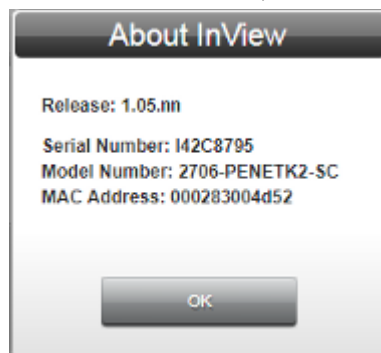 About InView
Release: 1.05.nn
Serial Number: I42C8795
Model Number: 2706-PENETK2-SC
MAC Address: 000283004d52
OK